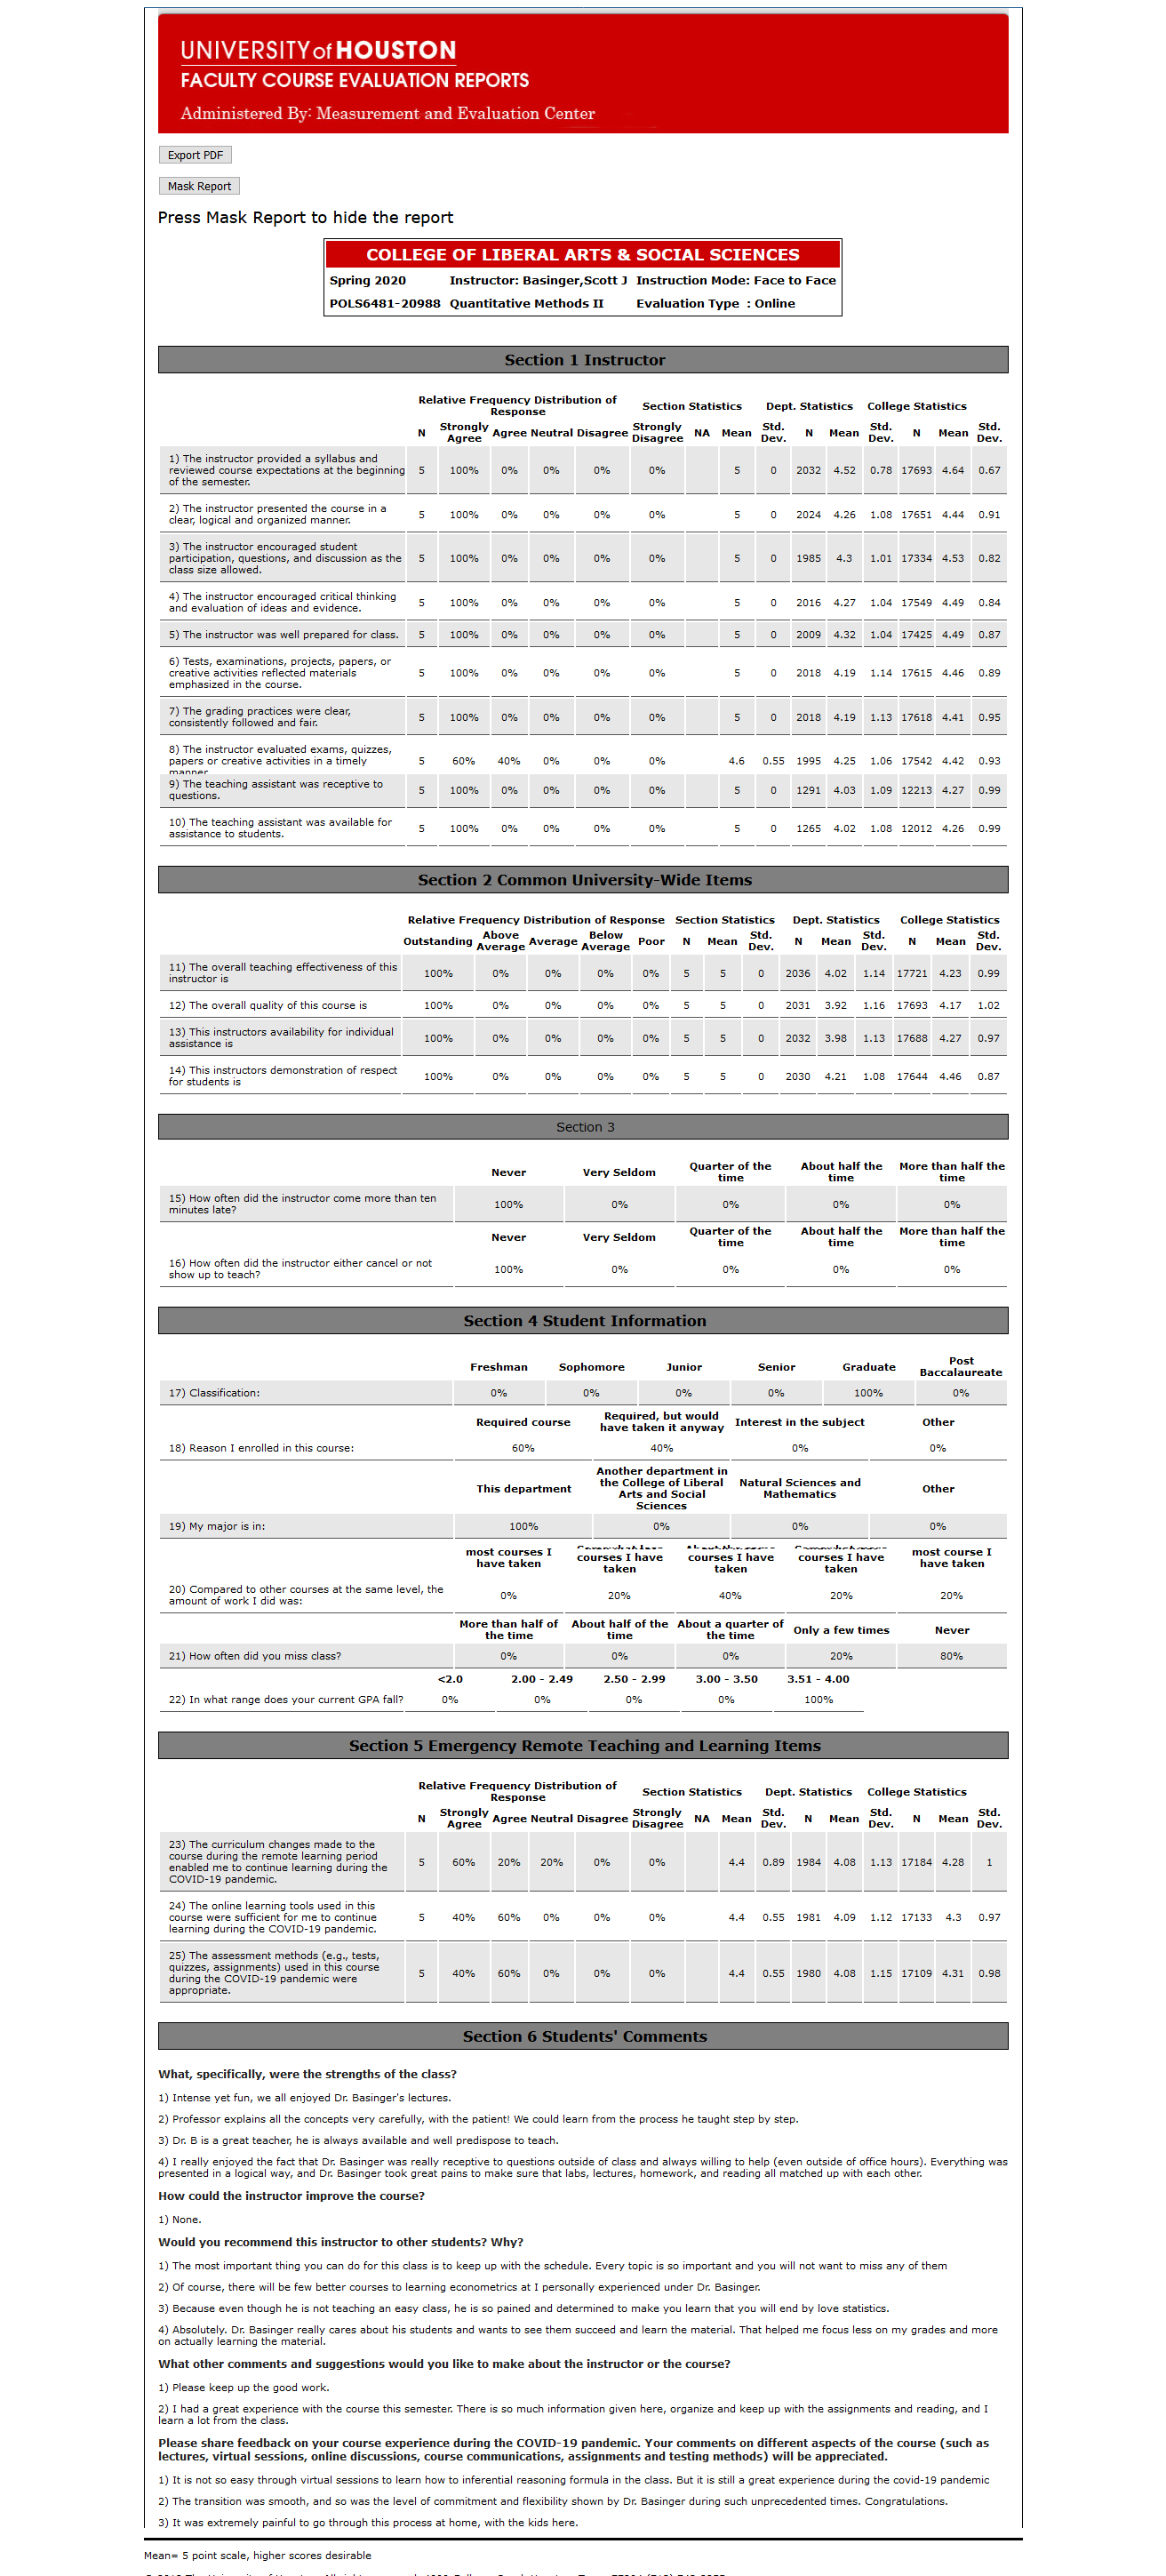 UNIVERSITY of HOUSTON
FACULTY COURSE EVALUATION REPORTS
Administered By: Measurement and Evaluation Center
Export PDF
Mask Report
Press Mask Report to hide the report
COLLEGE OF LIBERAL ARTS & SOCIAL SCIENCES
Spring 2020 Instructor: Basinger,Scott J Instruction Mode: Face to Face
POLS6481-20988 Quantitative Methods II Evaluation Type : Online
Section 1 Instructor
Relative Frequency Distribution of Response Section Statistics Dept. Statistics College Statistics
N Strongly Agree Agree Neutral Disagree Strongly Disagree NA Mean Std. Dev. N Mean Std. Dev. N Mean Std. Dev.
1) The instructor provided a syllabus and reviewed course expectations at the beginning of the semester. 5 100% 0% 0% 0% 0% 5 0 2032 4.52 0.78 17693 4.64 0.67
2) The instructor presented the course in a clear, logical and organized manner. 5 100% 0% 0% 0% 0% 5 0 2024 4.26 1.08 17651 4.44 0.91
3) The instructor encouraged student participation, questions, and discussion as the class size allowed. 5 100% 0% 0% 0% 0% 5 0 1985 4.3 1.01 17334 4.53 0.82
4) The instructor encouraged critical thinking and evaluation of ideas and evidence. 5 100% 0% 0% 0% 0% 5 0 2016 4.27 1.04 17549 4.49 0.84
5) The instructor was well prepared for class. 5 100% 0% 0% 0% 0% 5 0 2009 4.32 1.04 17425 4.49 0.87
6) Tests, examinations, projects, papers, or creative activities reflected materials emphasized in the course. 5 100% 0% 0% 0% 0% 5 0 2018 4.19 1.14 17615 4.46 0.89
7) The grading practices were clear, consistently followed and fair. 5 100% 0% 0% 0% 0% 5 0 2018 4.19 1.13 17618 4.41 0.95
8) The instructor evaluated exams, quizzes, papers or creative activities in a timely manner 5 60% 40% 0% 0% 0% 4.6 0.55 1995 4.25 1.06 17542 4.42 0.93
9) The teaching assistant was receptive to questions. 5 100% 0% 0% 0% 0% 5 0 1291 4.03 1.09 12213 4.27 0.99
10) The teaching assistant was available for assistance to students. 5 100% 0% 0% 0% 0% 5 0 1265 4.02 1.08 12012 4.26 0.99
Section 2 Common University-Wide Items
Relative Frequency Distribution of Response Section Statistics Dept. Statistics College Statistics
Outstanding Above Average Average Below Average Poor N Mean Std. Dev. N Mean Std. Dev. N Mean Std. Dev.
11) The overall teaching effectiveness of this instructor is 100% 0% 0% 0% 0% 5 5 0 2036 4.02 1.14 17721 4.23 0.99
12) The overall quality of this course is 100% 0% 0% 0% 0% 5 5 0 2031 3.92 1.16 17693 4.17 1.02
13) This instructors availability for individual assistance is 100% 0% 0% 0% 0% 5 5 0 2032 3.98 1.13 17688 4.27 0.97
14) This instructors demonstration of respect for students is 100% 0% 0% 0% 0% 5 5 0 2030 4.21 1.08 17644 4.46 0.87
Section 3
Never Very Seldom Quarter of the time About half the time More than half the time
15) How often did the instructor come more than ten minutes late? 100% 0% 0% 0% 0%
Never Very Seldom Quarter of the time About half the time More than half the time
16) How often did the instructor either cancel or not show up to teach? 100% 0% 0% 0% 0%
Section 4 Student Information
Freshman Sophomore Junior Senior Graduate Post Baccalaureate
17) Classification: 0% 0% 0% 0% 100% 0%
Required course Required, but would have taken it anyway Interest in the subject Other
18) Reason I enrolled in this course: 60% 40% 0% 0%
This department Another department in the College of Liberal Arts and Social Sciences Natural Sciences and Mathematics Other
19) My major is in: 100% 0% 0% 0%
most courses I have taken courses I have taken courses I have taken courses I have taken most course I have taken
20) Compared to other courses at the same level, the amount of work I did was: 0% 20% 40% 20% 20%
More than half of the time About half of the time About a quarter of the time Only a few times Never
21) How often did you miss class? 0% 0% 0% 20% 80%
<2.0 2.00 - 2.49 2.50 - 2.99 3.00 - 3.50 3.51 - 4.00
22) In what range does your current GPA fall? 0% 0% 0% 0% 100%
Section 5 Emergency Remote Teaching and Learning Items
Relative Frequency Distribution of Response Section Statistics Dept. Statistics College Statistics
N Strongly Agree Agree Neutral Disagree Strongly Disagree NA Mean Std. Dev. N Mean Std. Dev. N Mean Std. Dev.
23) The curriculum changes made to the course during the remote learning period enabled me to continue learning during the COVID-19 pandemic. 5 60% 20% 20% 0% 0% 4.4 0.89 1984 4.08 1.13 17184 4.28 1
24) The online learning tools used in this course were sufficient for me to continue learning during the COVID-19 pandemic. 5 40% 60% 0% 0% 0% 4.4 0.55 1981 4.09 1.12 17133 4.3 0.97
25) The assessment methods (e.g., tests, quizzes, assignments) used in this course during the COVID-19 pandemic were appropriate. 5 40% 60% 0% 0% 0% 4.4 0.55 1980 4.08 1.15 17109 4.31 0.98
Section 6 Students' Comments
What, specifically, were the strengths of the class?
1) Intense yet fun, we all enjoyed Dr. Basinger's lectures.
2) Professor explains all the concepts very carefully, with the patient! We could learn from the process he taught step by step.
3) Dr. B is a great teacher, he is always available and well predispose to teach.
4) I really enjoyed the fact that Dr. Basinger was really receptive to questions outside of class and always willing to help (even outside of office hours). Everything was
presented in a logical way, and Dr. Basinger took great pains to make sure that labs, lectures, homework, and reading all matched up with each other.
How could the instructor improve the course?
1) None.
Would you recommend this instructor to other students? Why?
1) The most important thing you can do for this class is to keep up with the schedule. Every topic is so important and you will not want to miss any of them
2) Of course, there will be few better courses to learning econometrics at I personally experienced under Dr. Basinger.
3) Because even though he is not teaching an easy class, he is so pained and determined to make you learn that you will end by love statistics.
4) Absolutely. Dr. Basinger really cares about his students and wants to see them succeed and learn the material. That helped me focus less on my grades and more
on actually learning the material.
What other comments and suggestions would you like to make about the instructor or the course?
1) Please keep up the good work.
2) I had a great experience with the course this semester. There is so much information given here, organize and keep up with the assignments and reading, and I
learn a lot from the class.
Please share feedback on your course experience during the COVID-19 pandemic. Your comments on different aspects of the course (such as
lectures, virtual sessions, online discussions, course communications, assignments and testing methods) will be appreciated.
1) It is not so easy through virtual sessions to learn how to inferential reasoning formula in the class. But it is still a great experience during the covid-19 pandemic
2) The transition was smooth, and so was the level of commitment and flexibility shown by Dr. Basinger during such unprecedented times. Congratulations.
3) It was extremely painful to go through this process at home, with the kids here.
Mean= 5 point scale, higher scores desirable